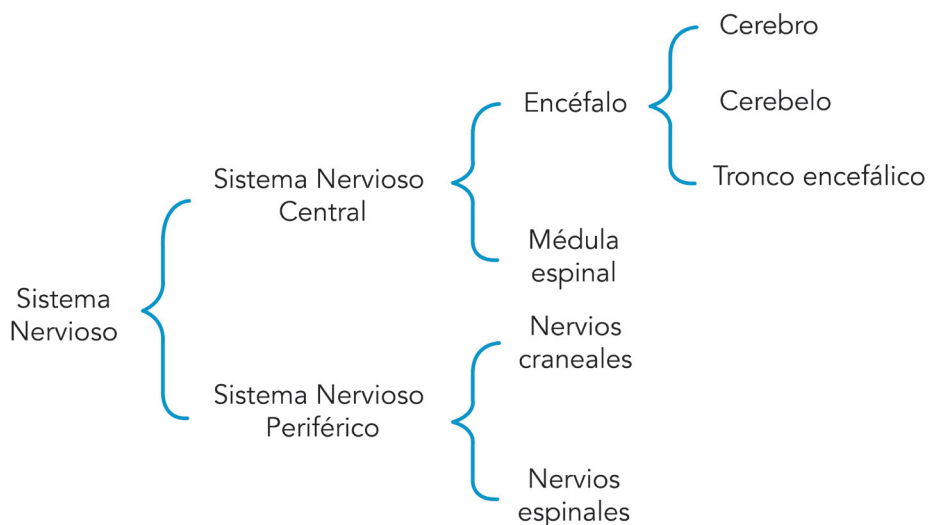 Sistema
Nervioso
Sistema Nervioso
Central
Encéfalo
Cerebro
Cerebelo
Tronco encefálico
Médula
espinal
Sistema Nervioso
Periférico
Nervios
craneales
Nervios
espinales